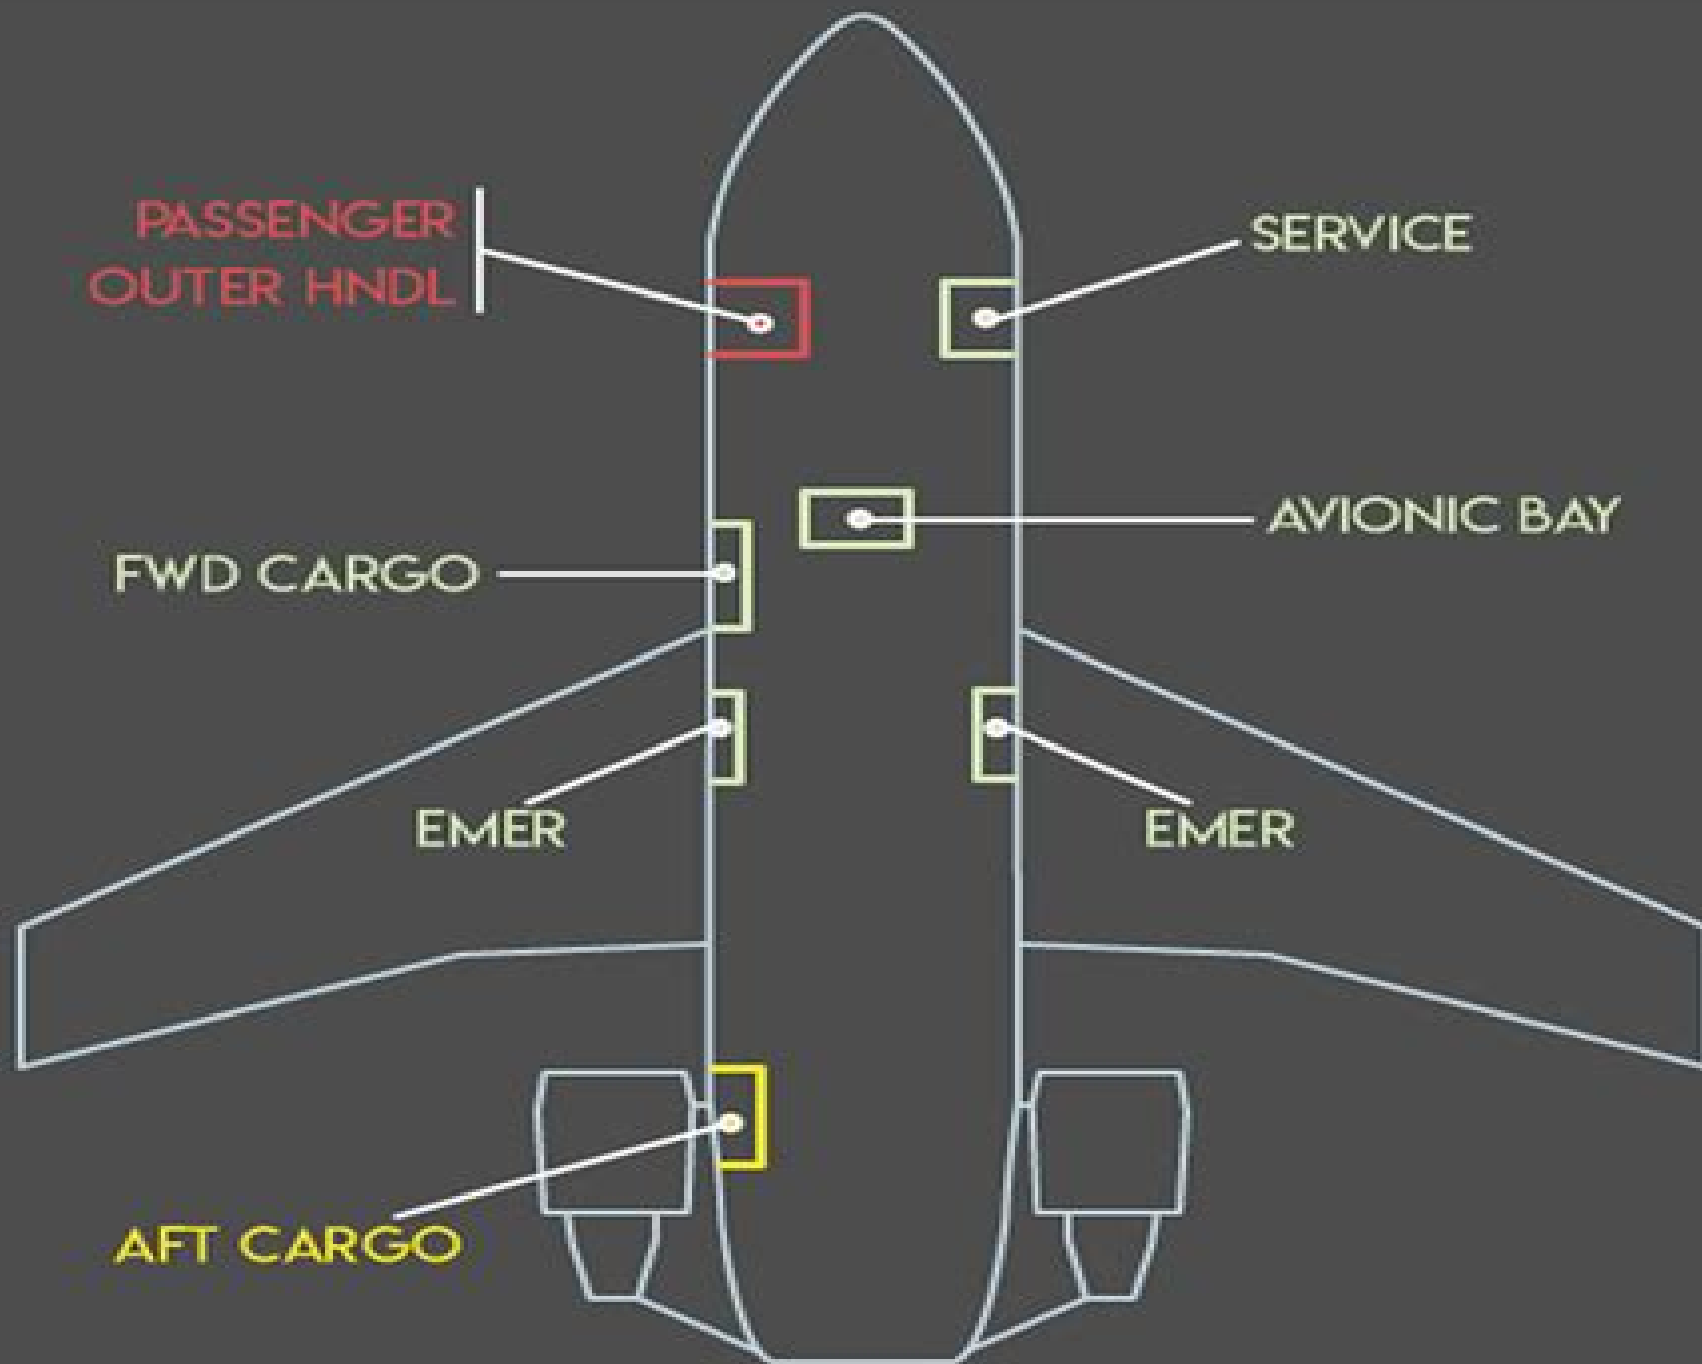 PASSENGER
OUTER HNDL
SERVICE
AVIONIC BAY
FWD CARGO
EMER
EMER
AFT CARGO